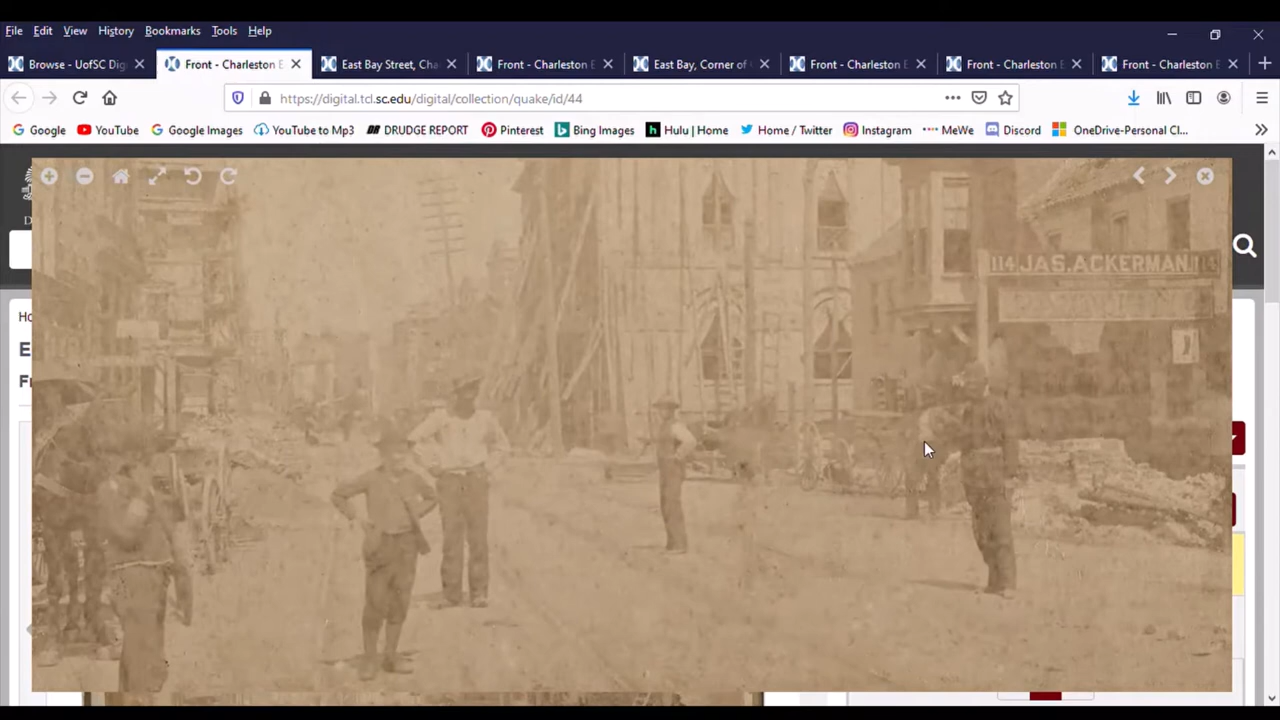 File Edit View History Bookmarks Tools Help
Browse - UofSC Dig
Front - Charleston E
East Bay Street, Cha
Front - Charleston E
East Bay, Corner of
Front - Charleston E
Front - Charleston E
Front - Charleston E
https://digital.tcl.sc.edu/digital/collection/quake/id/44
Google YouTube Google Images YouTube to Mp3 DRUDGE REPORT Pinterest Bing Images Hulu | Home Home / Twitter Instagram MeWe Discord OneDrive-Personal Cl...
D
114 JAS. ACKERMAN. 114
Ho
E
Fr